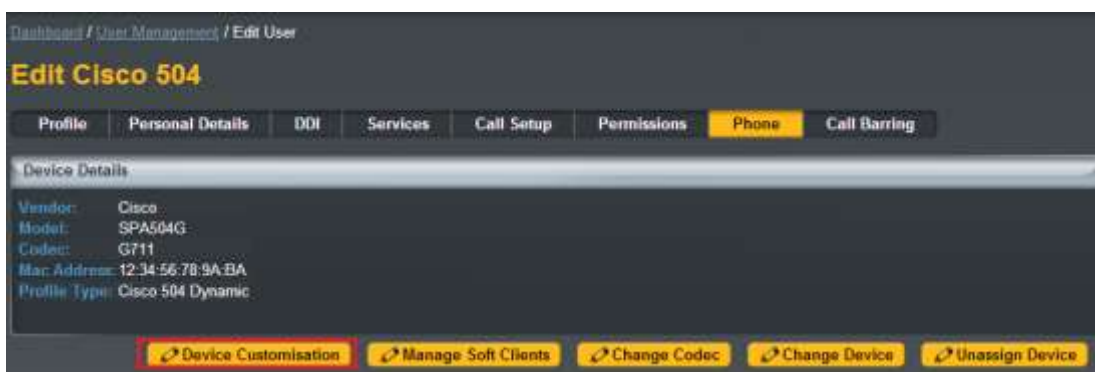 Dashboard / User Management / Edit User
Edit Cisco 504
Profile Personal Details DDI Services Call Setup Permissions Phone Call Barring
Device Details
Vendor: Cisco
Model: SPA504G
Codec: G711
Mac Address: 12:34:56:78:9A:BA
Profile Type: Cisco 504 Dynamic
Device Customisation Manage Soft Clients Change Codec Change Device Unassign Device